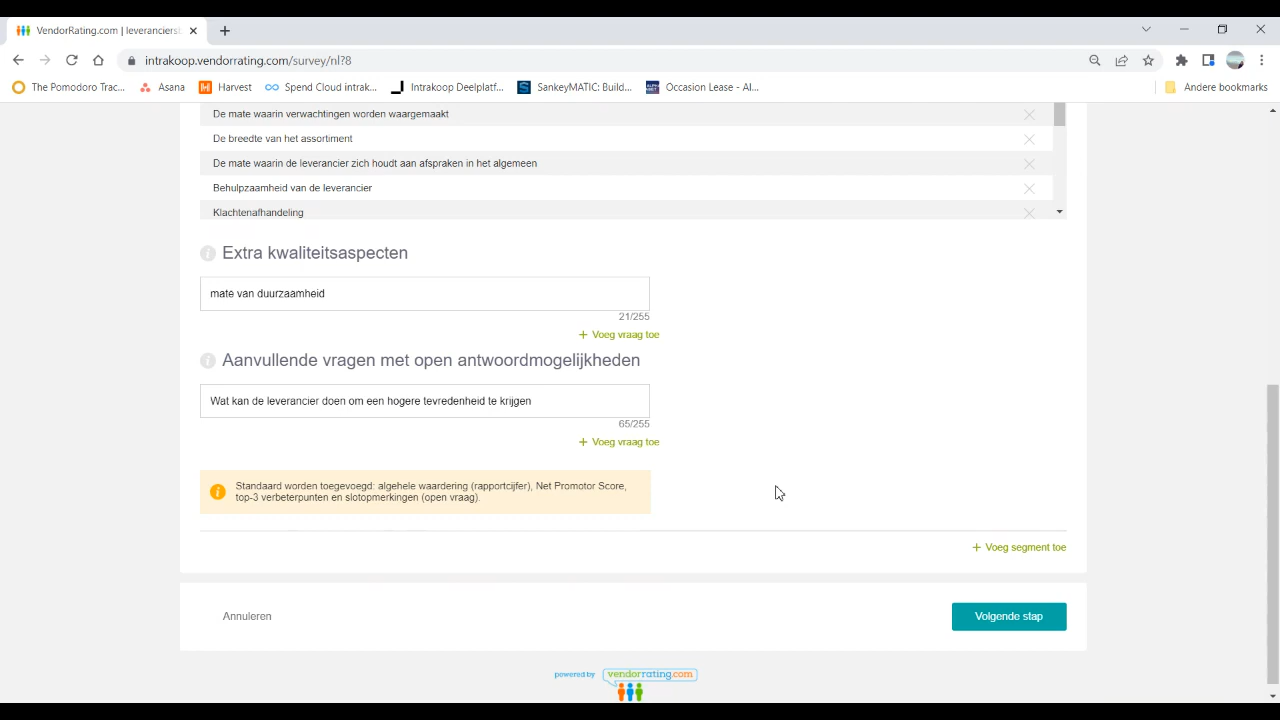 VendorRating.com | leverancierst
intrakoop.vendorrating.com/survey/nl?8
The Pomodoro Trac...
Asana
Harvest
Spend Cloud intrak...
Intrakoop Deelplatf...
SankeyMATIC: Build...
Occasion Lease - Al...
Andere bookmarks
De mate waarin verwachtingen worden waargemaakt
De breedte van het assortiment
De mate waarin de leverancier zich houdt aan afspraken in het algemeen
Behulpzaamheid van de leverancier
Klachtenafhandeling
Extra kwaliteitsaspecten
mate van duurzaamheid
21/255
+ Voeg vraag toe
Aanvullende vragen met open antwoordmogelijkheden
Wat kan de leverancier doen om een hogere tevredenheid te krijgen
65/255
+ Voeg vraag toe
Standaard worden toegevoegd: algehele waardering (rapportcijfer), Net Promotor Score,
top-3 verbeterpunten en slotopmerkingen (open vraag).
+ Voeg segment toe
Annuleren
Volgende stap
powered by vendorrating.com